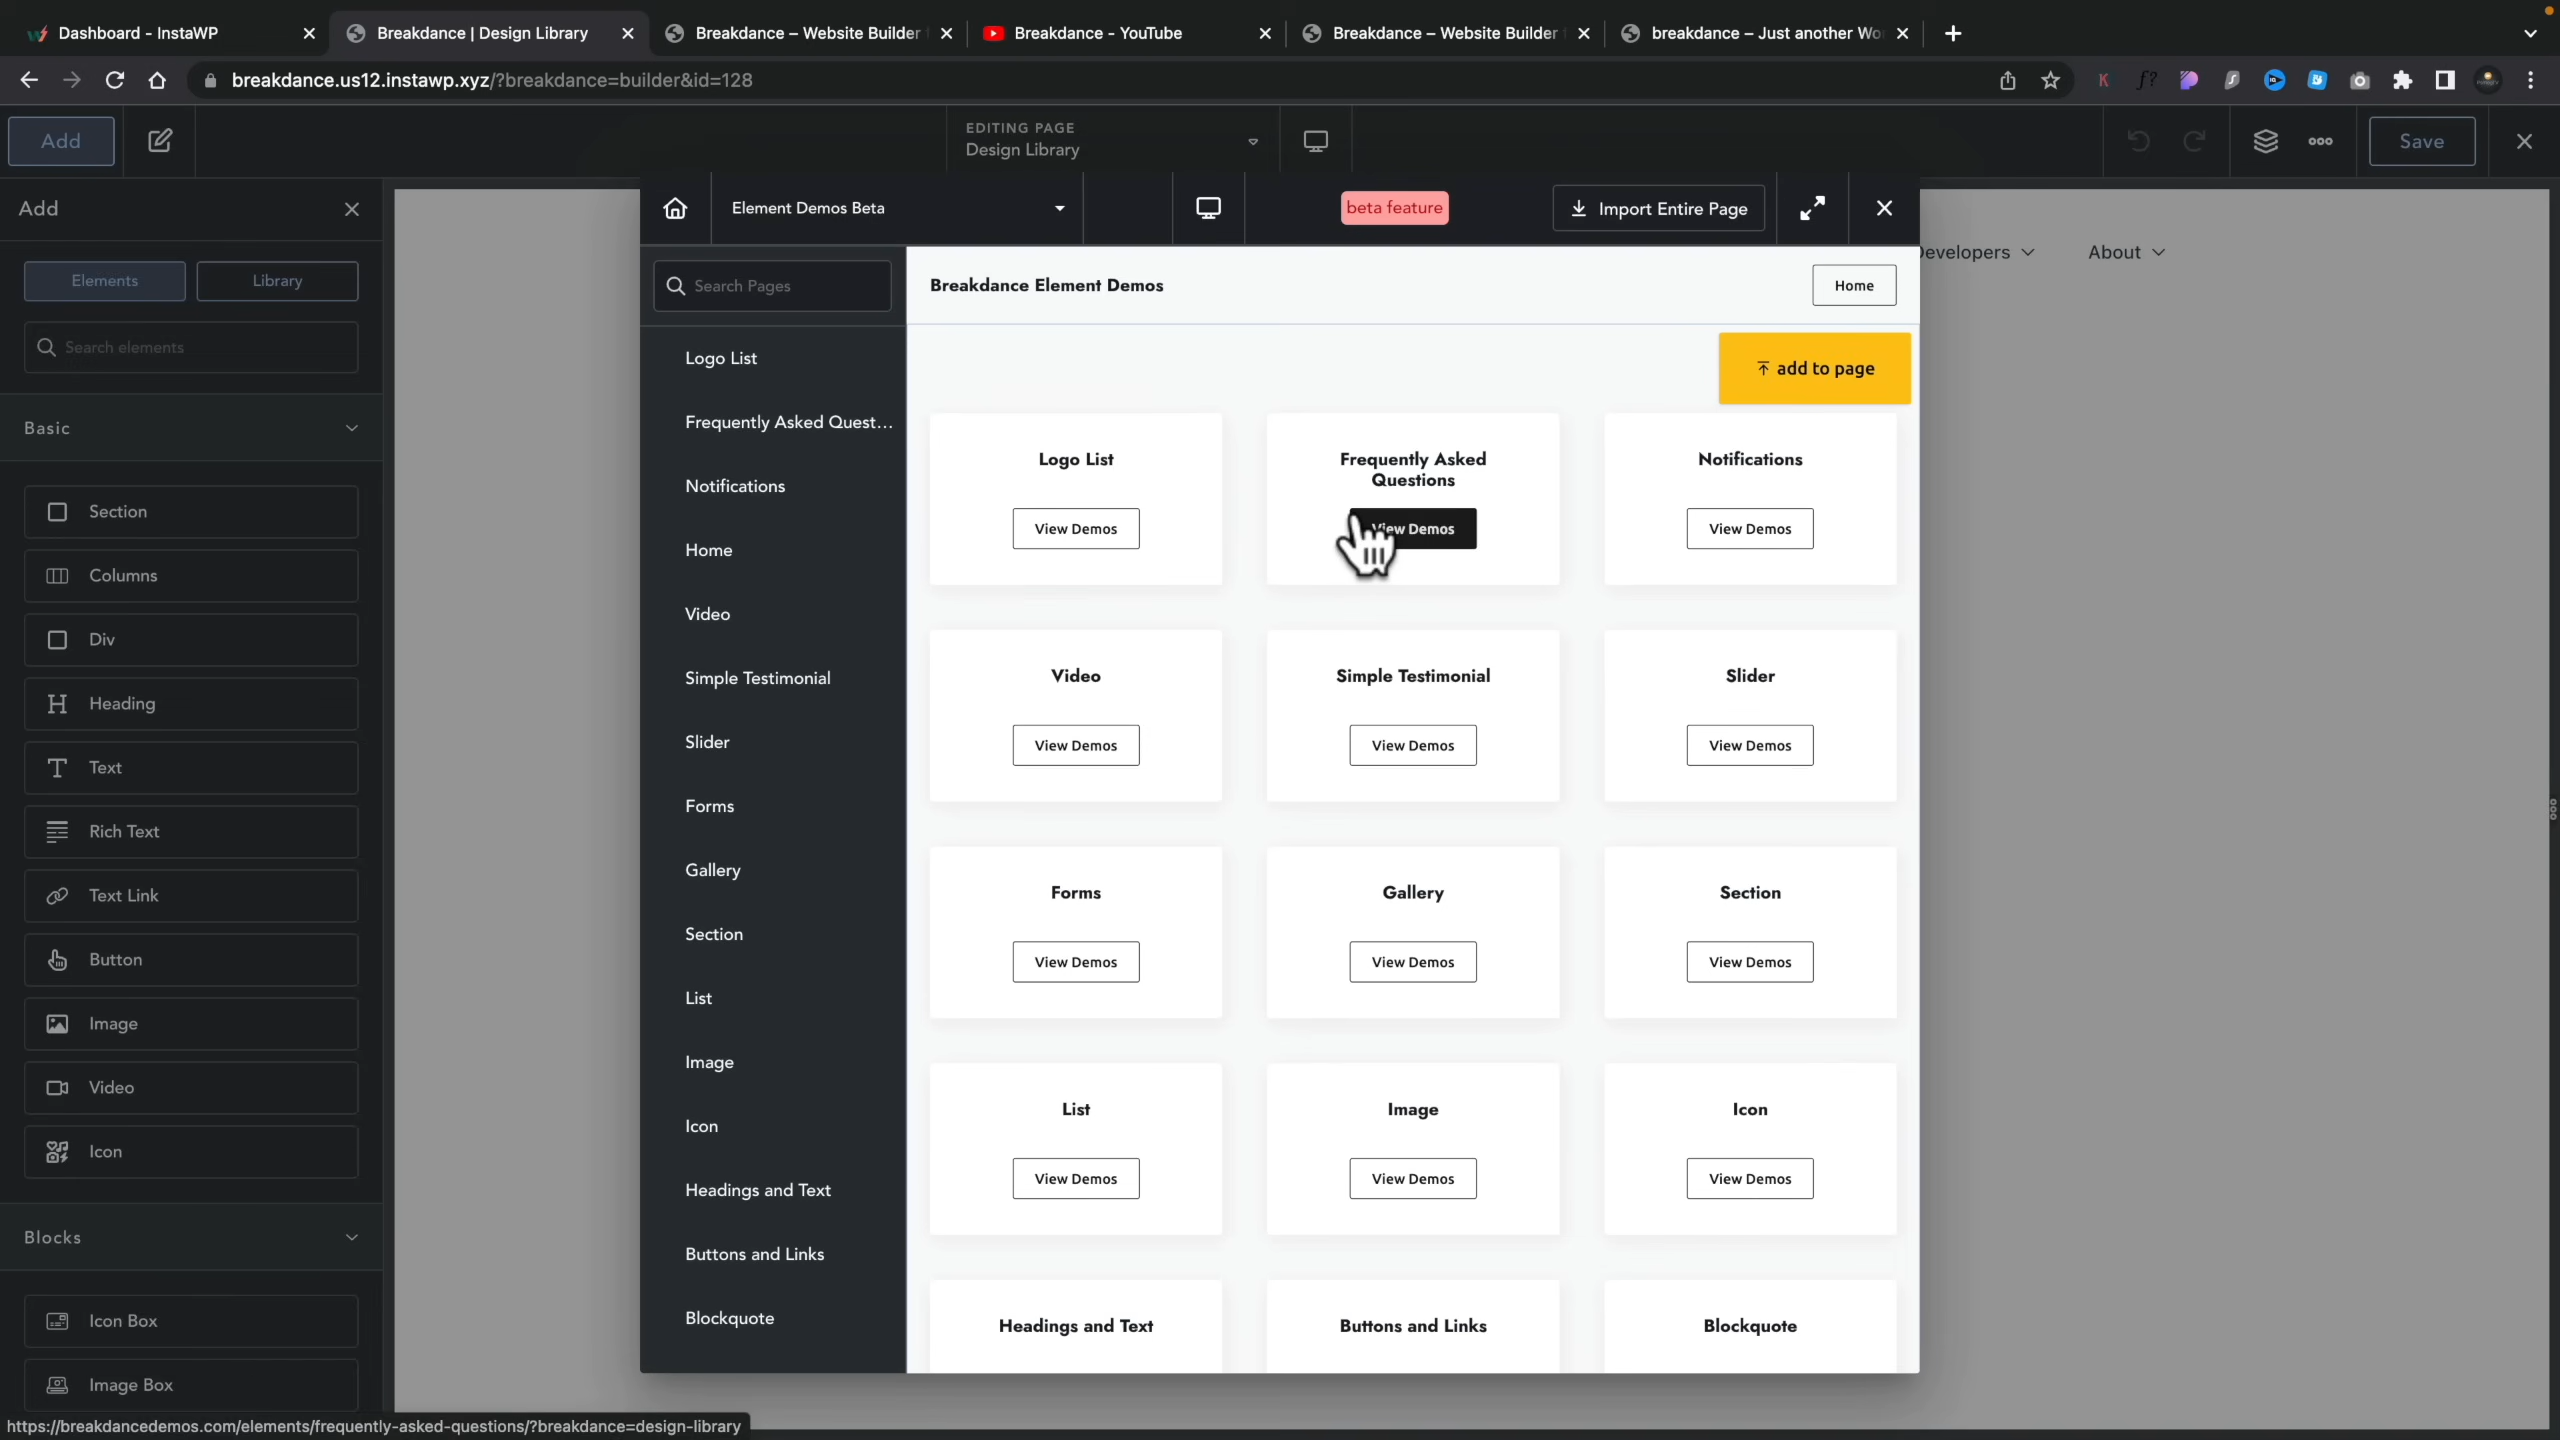 Dashboard - InstaWP
Breakdance | Design Library
Breakdance – Website Builder
Breakdance - YouTube
Breakdance – Website Builder
breakdance – Just another Wo
breakdance.us12.instawp.xyz/?breakdance=builder&id=128
Add
EDITING PAGE
Design Library
Save
Add
Elements
Library
Search elements
Basic
Section
Columns
Div
Heading
Text
Rich Text
Text Link
Button
Image
Video
Icon
Blocks
Icon Box
Image Box
Element Demos Beta
beta feature
Import Entire Page
Search Pages
Logo List
Frequently Asked Quest...
Notifications
Home
Video
Simple Testimonial
Slider
Forms
Gallery
Section
List
Image
Icon
Headings and Text
Buttons and Links
Blockquote
Breakdance Element Demos
Home
add to page
Logo List
View Demos
Frequently Asked
Questions
View Demos
Notifications
View Demos
Video
View Demos
Simple Testimonial
View Demos
Slider
View Demos
Forms
View Demos
Gallery
View Demos
Section
View Demos
List
View Demos
Image
View Demos
Icon
View Demos
Headings and Text
Buttons and Links
Blockquote
evelopers
About
https://breakdancedemos.com/elements/frequently-asked-questions/?breakdance=design-library